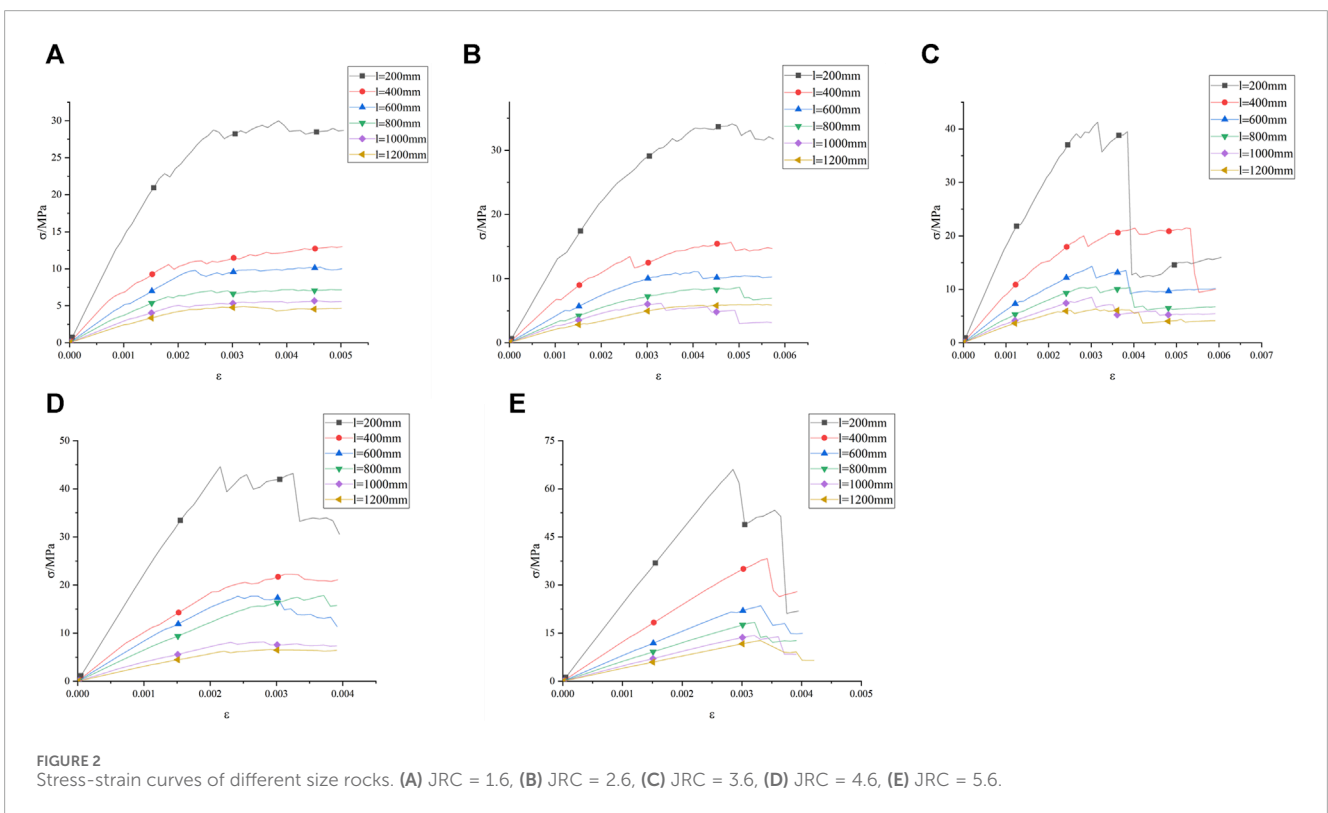 A
l=200mm
l=400mm
l=600mm
l=800mm
l=1000mm
l=1200mm
30
25
20
15
10
5
0
σ/MPa
0.000 0.001 0.002 0.003 0.004 0.005
ε
B
l=200mm
l=400mm
l=600mm
l=800mm
l=1000mm
l=1200mm
30
20
10
0
σ/MPa
0.000 0.001 0.002 0.003 0.004 0.005 0.006
ε
C
l=200mm
l=400mm
l=600mm
l=800mm
l=1000mm
l=1200mm
40
30
20
10
0
σ/MPa
0.000 0.001 0.002 0.003 0.004 0.005 0.006 0.007
ε
D
l=200mm
l=400mm
l=600mm
l=800mm
l=1000mm
l=1200mm
50
40
30
20
10
0
σ/MPa
0.000 0.001 0.002 0.003 0.004
ε
E
l=200mm
l=400mm
l=600mm
l=800mm
l=1000mm
l=1200mm
75
60
45
30
15
0
σ/MPa
0.000 0.001 0.002 0.003 0.004 0.005
ε
FIGURE 2
Stress-strain curves of different size rocks. (A) JRC = 1.6, (B) JRC = 2.6, (C) JRC = 3.6, (D) JRC = 4.6, (E) JRC = 5.6.